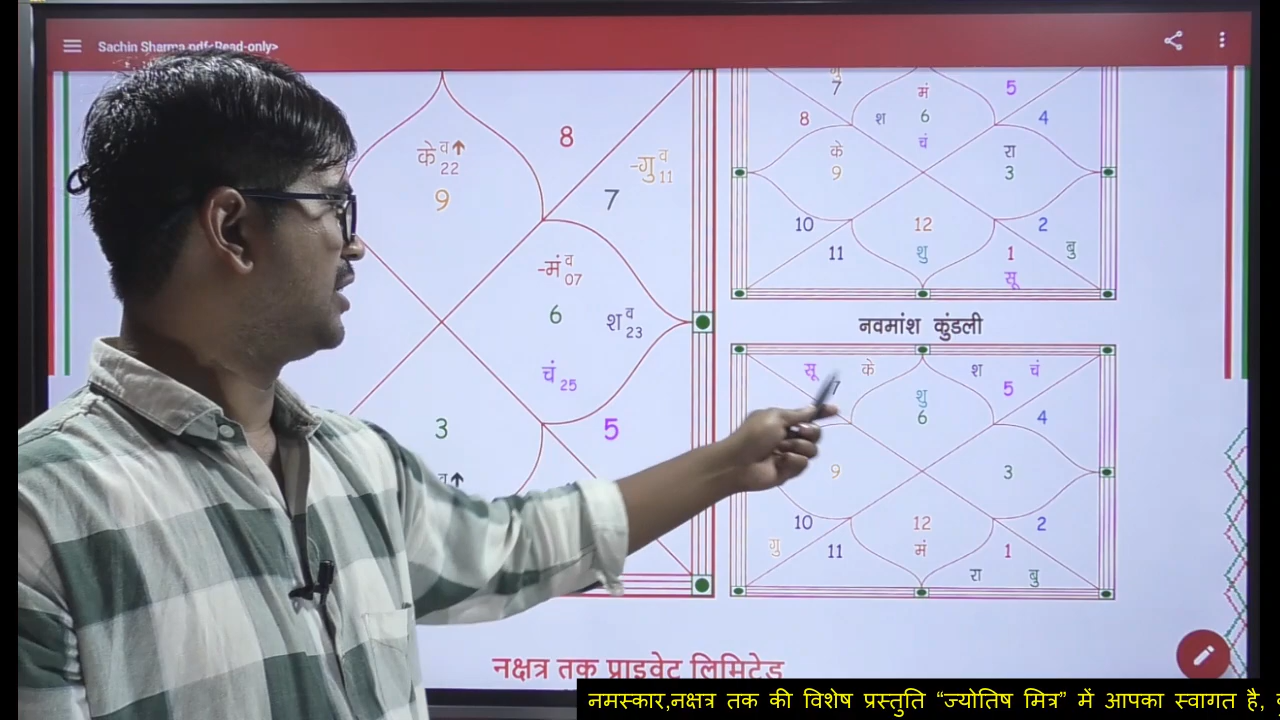 Sachin Sharma.pdf<Read-only>
के व↑ 22
9
8
-गु व 11
7
-मं व 07
6
श व 23
चं 25
3
व↑
5
7
मं
5
8
श
6
4
चं
के
9
रा
3
10
12
2
11
शु
1
बु
सू
नवमांश कुंडली
सू
के
श
चं
7
शु
5
6
4
9
3
10
12
2
गु
11
मं
1
रा
बु
नक्षत्र तक प्राइवेट लिमिटेड
नमस्कार,नक्षत्र तक की विशेष प्रस्तुति “ज्योतिष मित्र” में आपका स्वागत है,